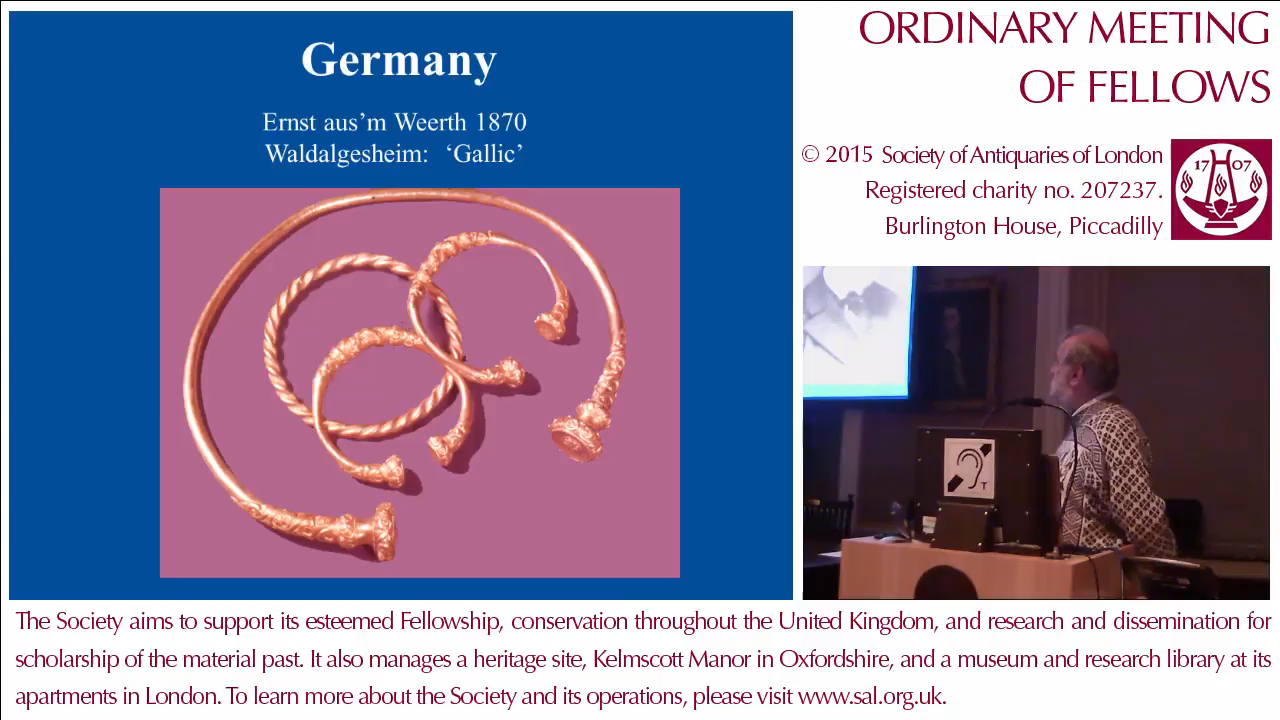 Germany
Ernst aus’m Weerth 1870
Waldalgesheim: ‘Gallic’
ORDINARY MEETING
OF FELLOWS
© 2015 Society of Antiquaries of London
Registered charity no. 207237.
Burlington House, Piccadilly
17 07
T
The Society aims to support its esteemed Fellowship, conservation throughout the United Kingdom, and research and dissemination for
scholarship of the material past. It also manages a heritage site, Kelmscott Manor in Oxfordshire, and a museum and research library at its
apartments in London. To learn more about the Society and its operations, please visit www.sal.org.uk.